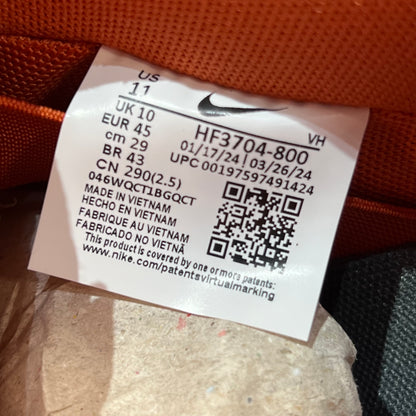 US
11
UK 10
EUR 45
cm 29
BR 43
CN 290(2.5)
046WQCT1BGQCT
HF3704-800 VH
01/17/24 | 03/26/24
UPC 00197597491424
MADE IN VIETNAM
HECHO EN VIETNAM
FABRIQUE AU VIETNAM
FABRICADO NO VIETNÃ
This product is covered by one or more patents:
www.nike.com/patentsvirtualmarking